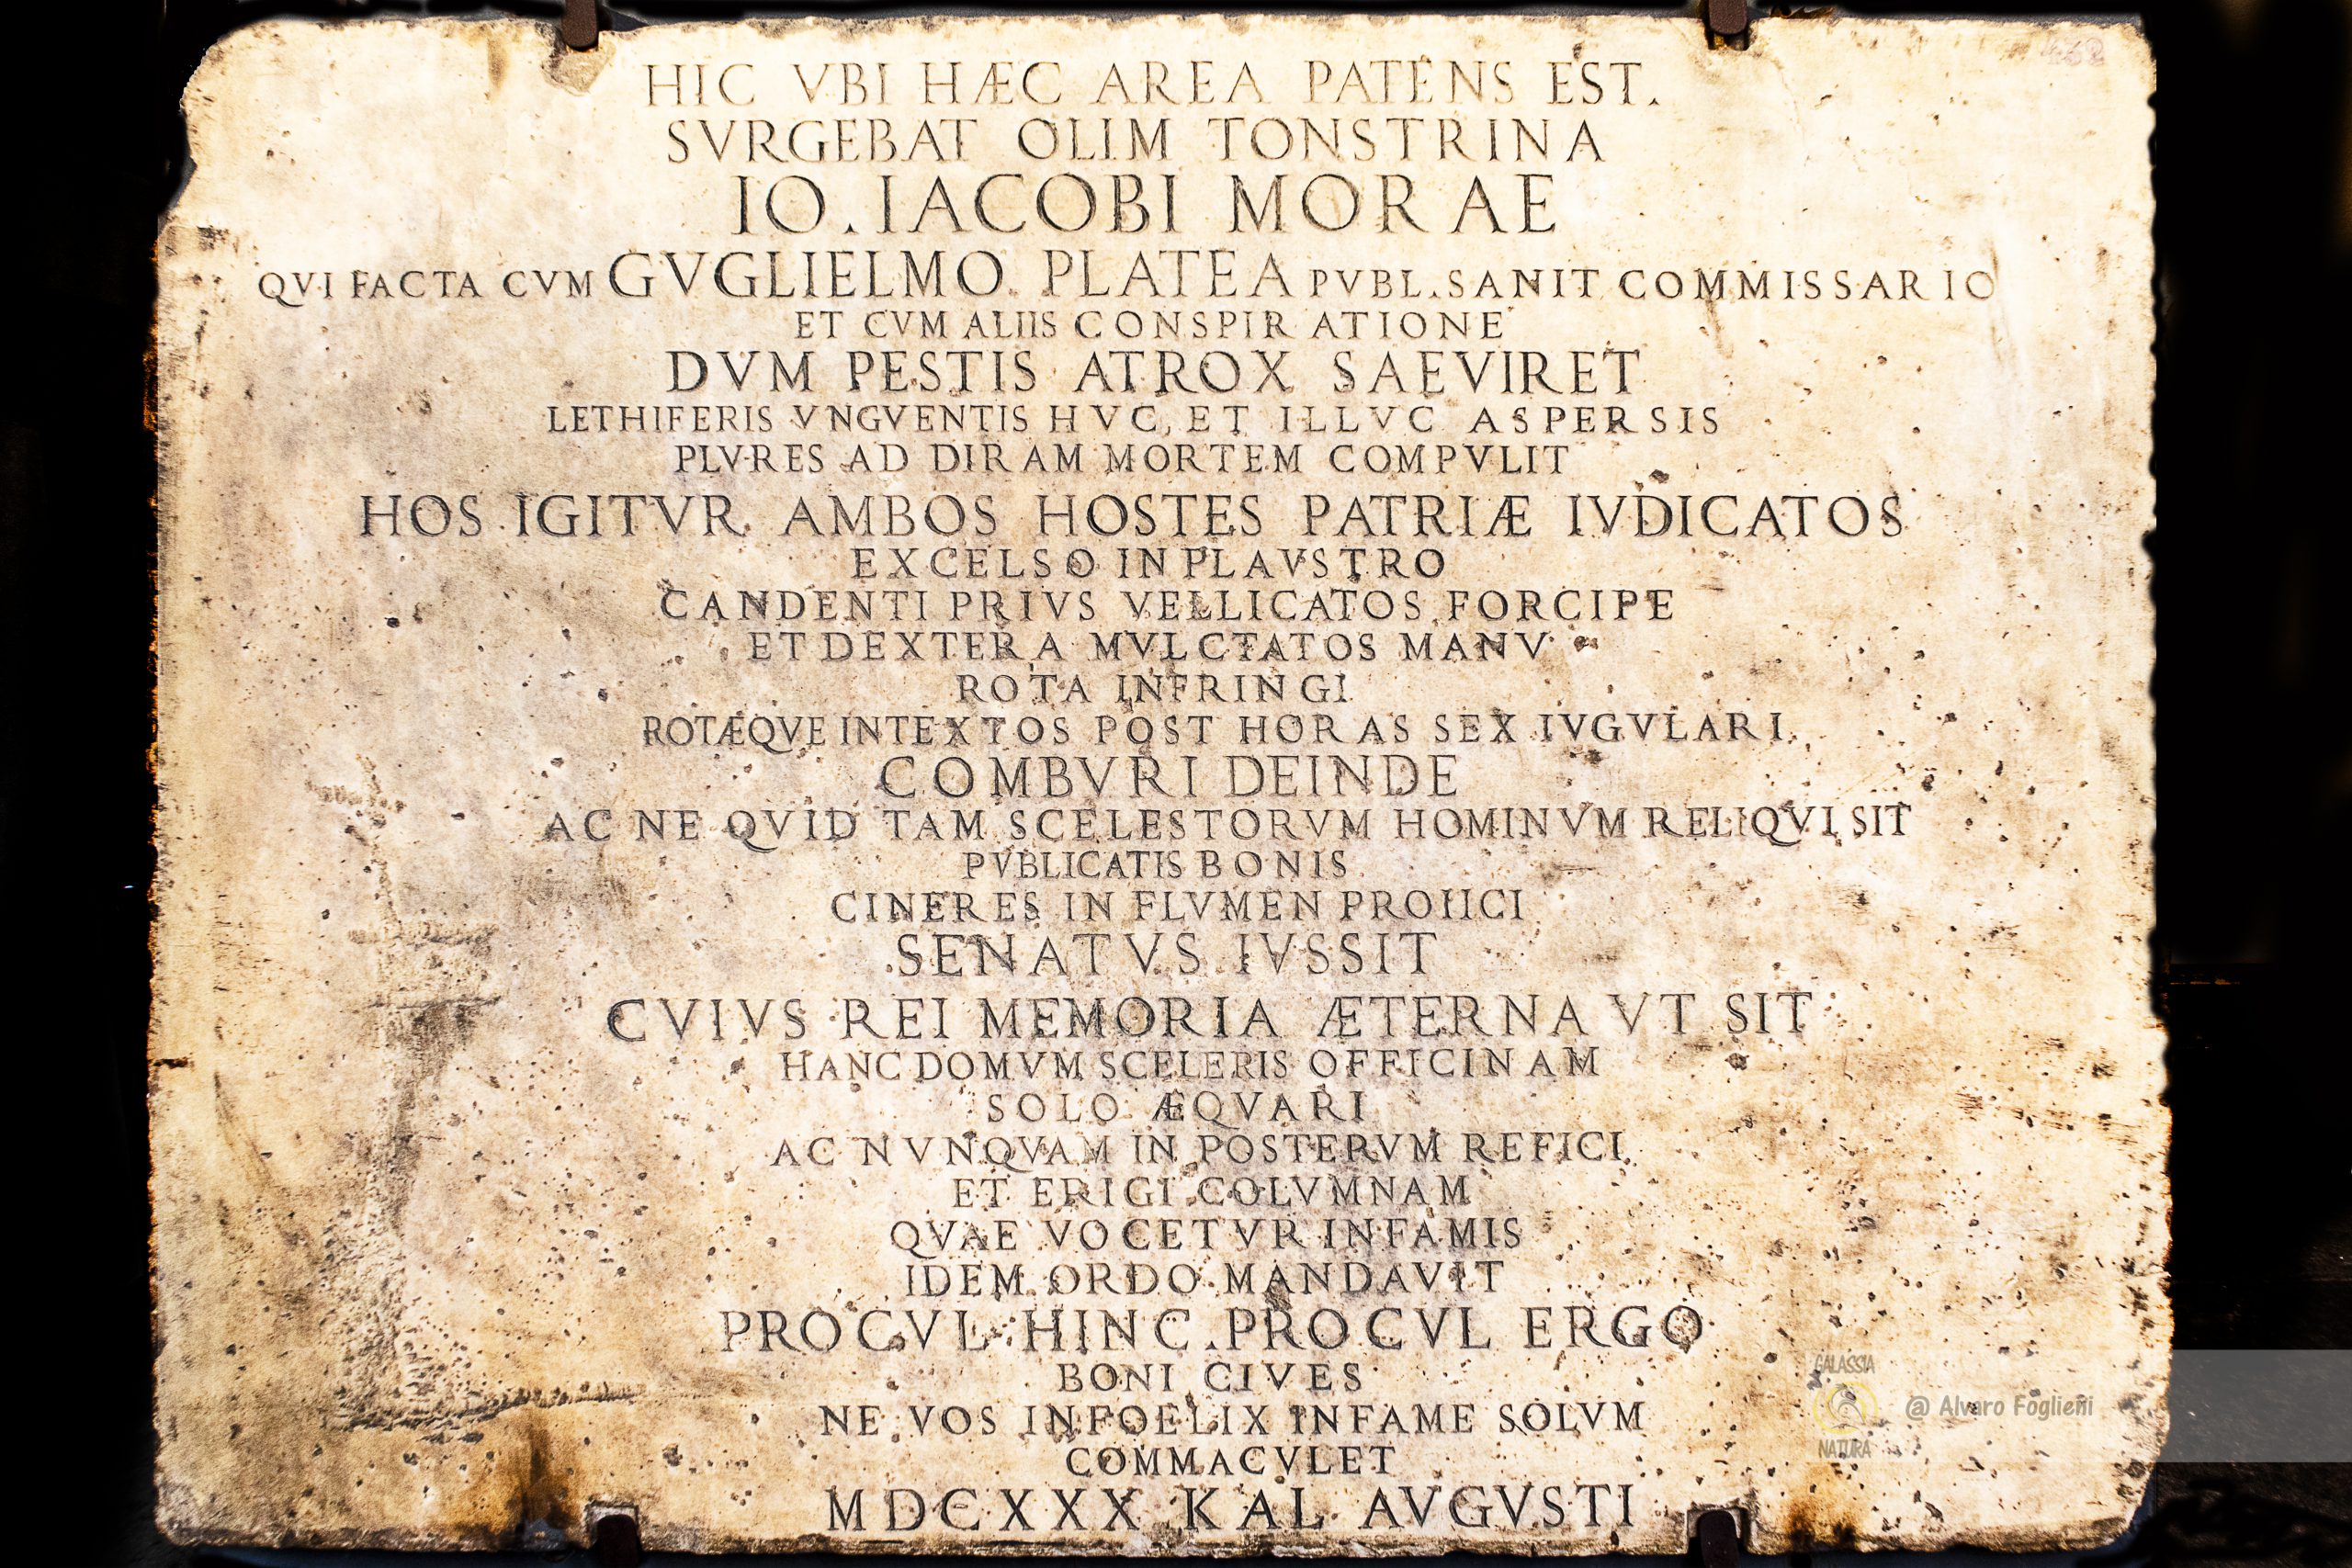 HIC VBI HÆC AREA PATENS EST.
SVRGEBAT OLIM TONSTRINA
IO. IACOBI MORAE
QVI FACTA CVM GVGLIELMO PLATEA PVBL. SANIT COMMISSARIO
ET CVM ALIIS CONSPIRATIONE
DVM PESTIS ATROX SAEVIRET
LETHIFERIS VNGVENTIS HVC, ET ILLVC ASPERSIS
PLVRES AD DIRAM MORTEM COMPVLIT
HOS IGITVR AMBOS HOSTES PATRIÆ IVDICATOS
EXCELSO IN PLAVSTRO
CANDENTI PRIVS VELLICATOS FORCIPE
ET DEXTERA MVLCTATOS MANV
ROTA INFRINGI
ROTÆQVE INTEXTOS POST HORAS SEX IVGVLARI
COMBVRI DEINDE
AC NE QVID TAM SCELESTORVM HOMINVM RELIQVI SIT
PVBLICATIS BONIS
CINERES IN FLVMEN PROIICI
SENATVS IVSSIT
CVIVS REI MEMORIA ÆTERNA VT SIT
HANC DOMVM SCELERIS OFFICINAM
SOLO ÆQVARI
AC NVNQVAM IN POSTERVM REFICI
ET ERIGI COLVMNAM
QVAE VOCETVR INFAMIS
IDEM ORDO MANDAVIT
PROCVL HINC PROCVL ERGO
BONI CIVES
NE VOS INFOELIX INFAME SOLVM
COMMACVLET
MDCXXX KAL AVGVSTI
GALASSIA
NATURA
@ Alvaro Foglieni